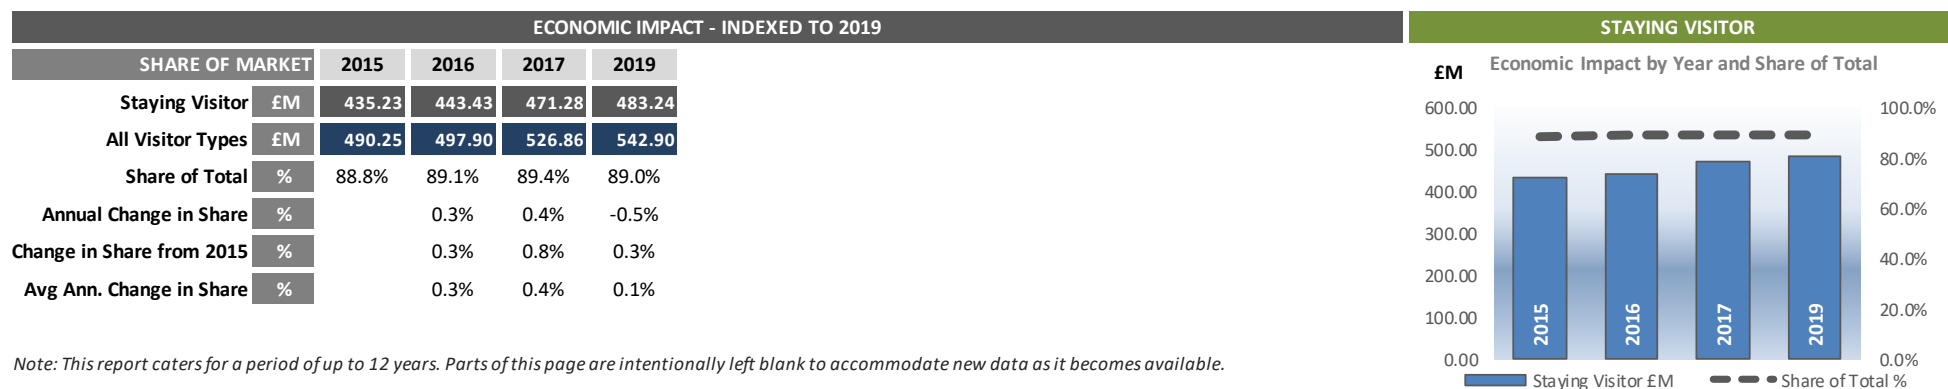 ECONOMIC IMPACT - INDEXED TO 2019
SHARE OF MARKET 2015 2016 2017 2019
Staying Visitor £M 435.23 443.43 471.28 483.24
All Visitor Types £M 490.25 497.90 526.86 542.90
Share of Total % 88.8% 89.1% 89.4% 89.0%
Annual Change in Share % 0.3% 0.4% -0.5%
Change in Share from 2015 % 0.3% 0.8% 0.3%
Avg Ann. Change in Share % 0.3% 0.4% 0.1%
Note: This report caters for a period of up to 12 years. Parts of this page are intentionally left blank to accommodate new data as it becomes available.
STAYING VISITOR
£M Economic Impact by Year and Share of Total
600.00 100.0%
500.00 80.0%
400.00 60.0%
300.00 40.0%
200.00 20.0%
100.00 0.0%
0.00
2015 2016 2017 2019
Staying Visitor £M Share of Total %